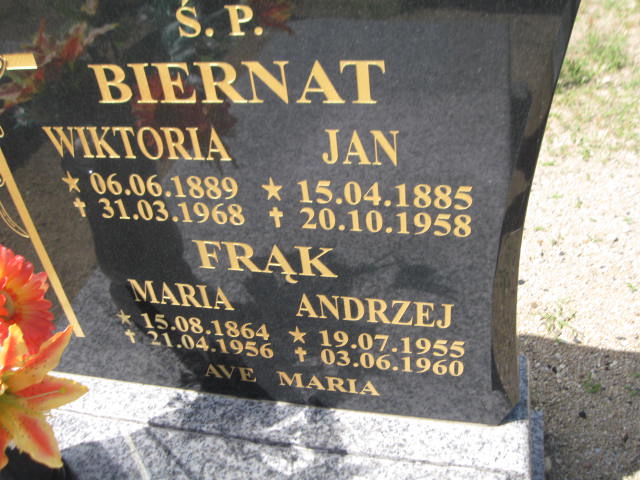 Ś. P.
BIERNAT
WIKTORIA JAN
★ 06.06.1889 ★ 15.04.1885
✝ 31.03.1968 ✝ 20.10.1958
FRĄK
MARIA ANDRZEJ
★ 15.08.1864 ★ 19.07.1955
✝ 21.04.1956 ✝ 03.06.1960
AVE MARIA